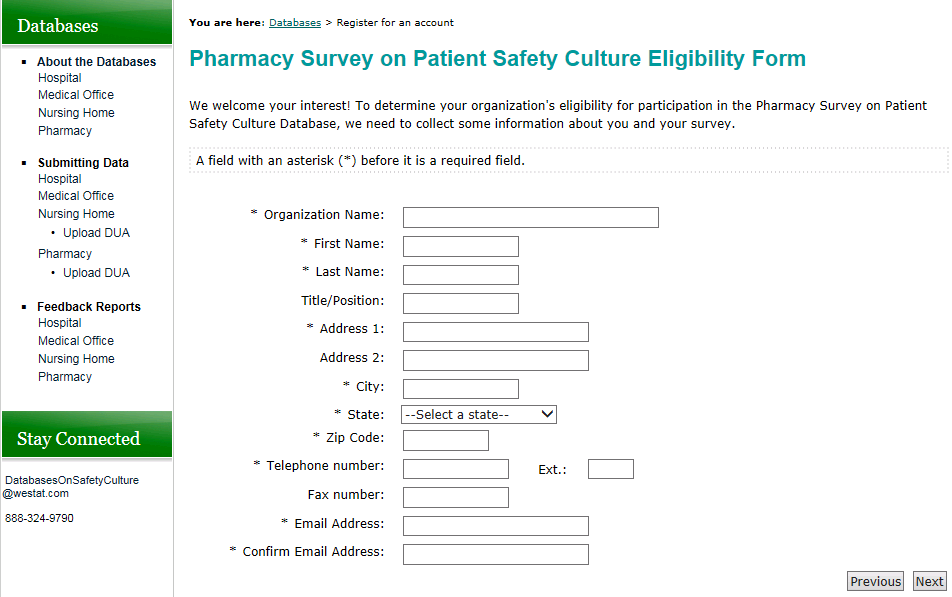 Databases
About the Databases
Hospital
Medical Office
Nursing Home
Pharmacy
Submitting Data
Hospital
Medical Office
Nursing Home
Upload DUA
Pharmacy
Upload DUA
Feedback Reports
Hospital
Medical Office
Nursing Home
Pharmacy
Stay Connected
DatabasesOnSafetyCulture
@westat.com
888-324-9790
You are here: Databases > Register for an account
Pharmacy Survey on Patient Safety Culture Eligibility Form
We welcome your interest! To determine your organization's eligibility for participation in the Pharmacy Survey on Patient
Safety Culture Database, we need to collect some information about you and your survey.
A field with an asterisk (*) before it is a required field.
* Organization Name:
* First Name:
* Last Name:
Title/Position:
* Address 1:
Address 2:
* City:
* State: --Select a state--
* Zip Code:
* Telephone number: Ext.:
Fax number:
* Email Address:
* Confirm Email Address:
Previous Next